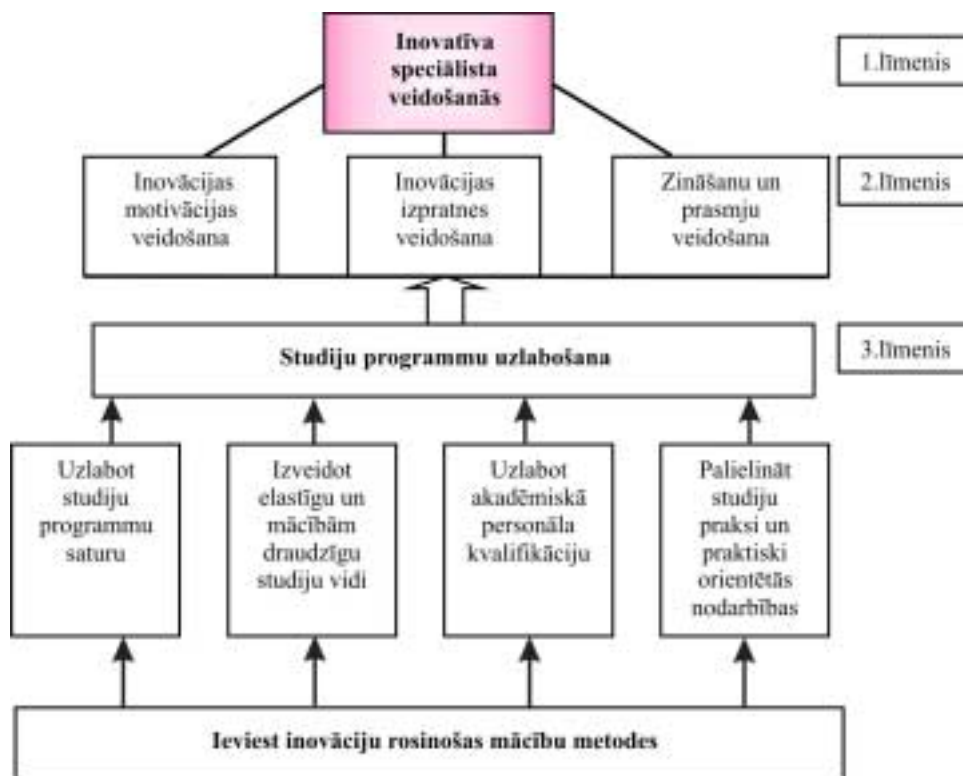 Inovatīva
speciālista
veidošanās
1.līmenis
Inovācijas
motivācijas
veidošana
Inovācijas
izpratnes
veidošana
Zināšanu un
prasmju
veidošana
2.līmenis
Studiju programmu uzlabošana
3.līmenis
Uzlabot
studiju
programmu
saturu
Izveidot
elastīgu un
mācībām
draudzīgu
studiju vidi
Uzlabot
akadēmiskā
personāla
kvalifikāciju
Palielināt
studiju
praksi un
praktiski
orientētās
nodarbības
Ieviest inovāciju rosinošas mācību metodes